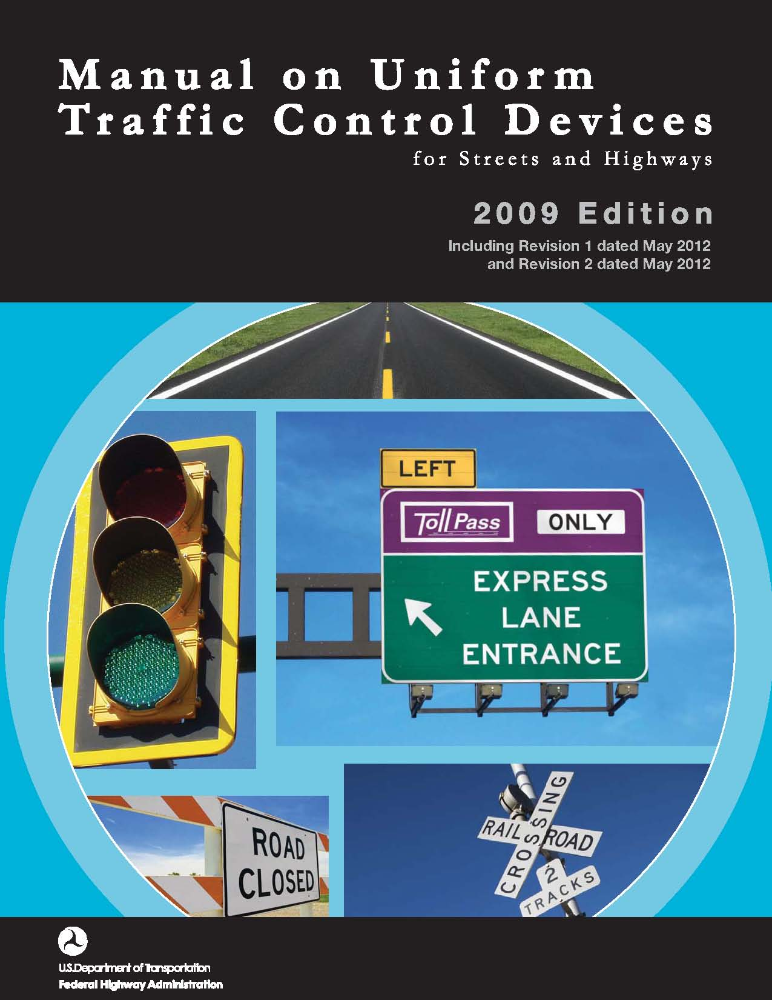 Manual on Uniform
Traffic Control Devices
for Streets and Highways
2009 Edition
Including Revision 1 dated May 2012
and Revision 2 dated May 2012
LEFT
Toll Pass
ONLY
EXPRESS
LANE
ENTRANCE
ROAD
CLOSED
RAIL ROAD
CROSSING
2
TRACKS
U.S.Department of Transportation
Federal Highway Administration